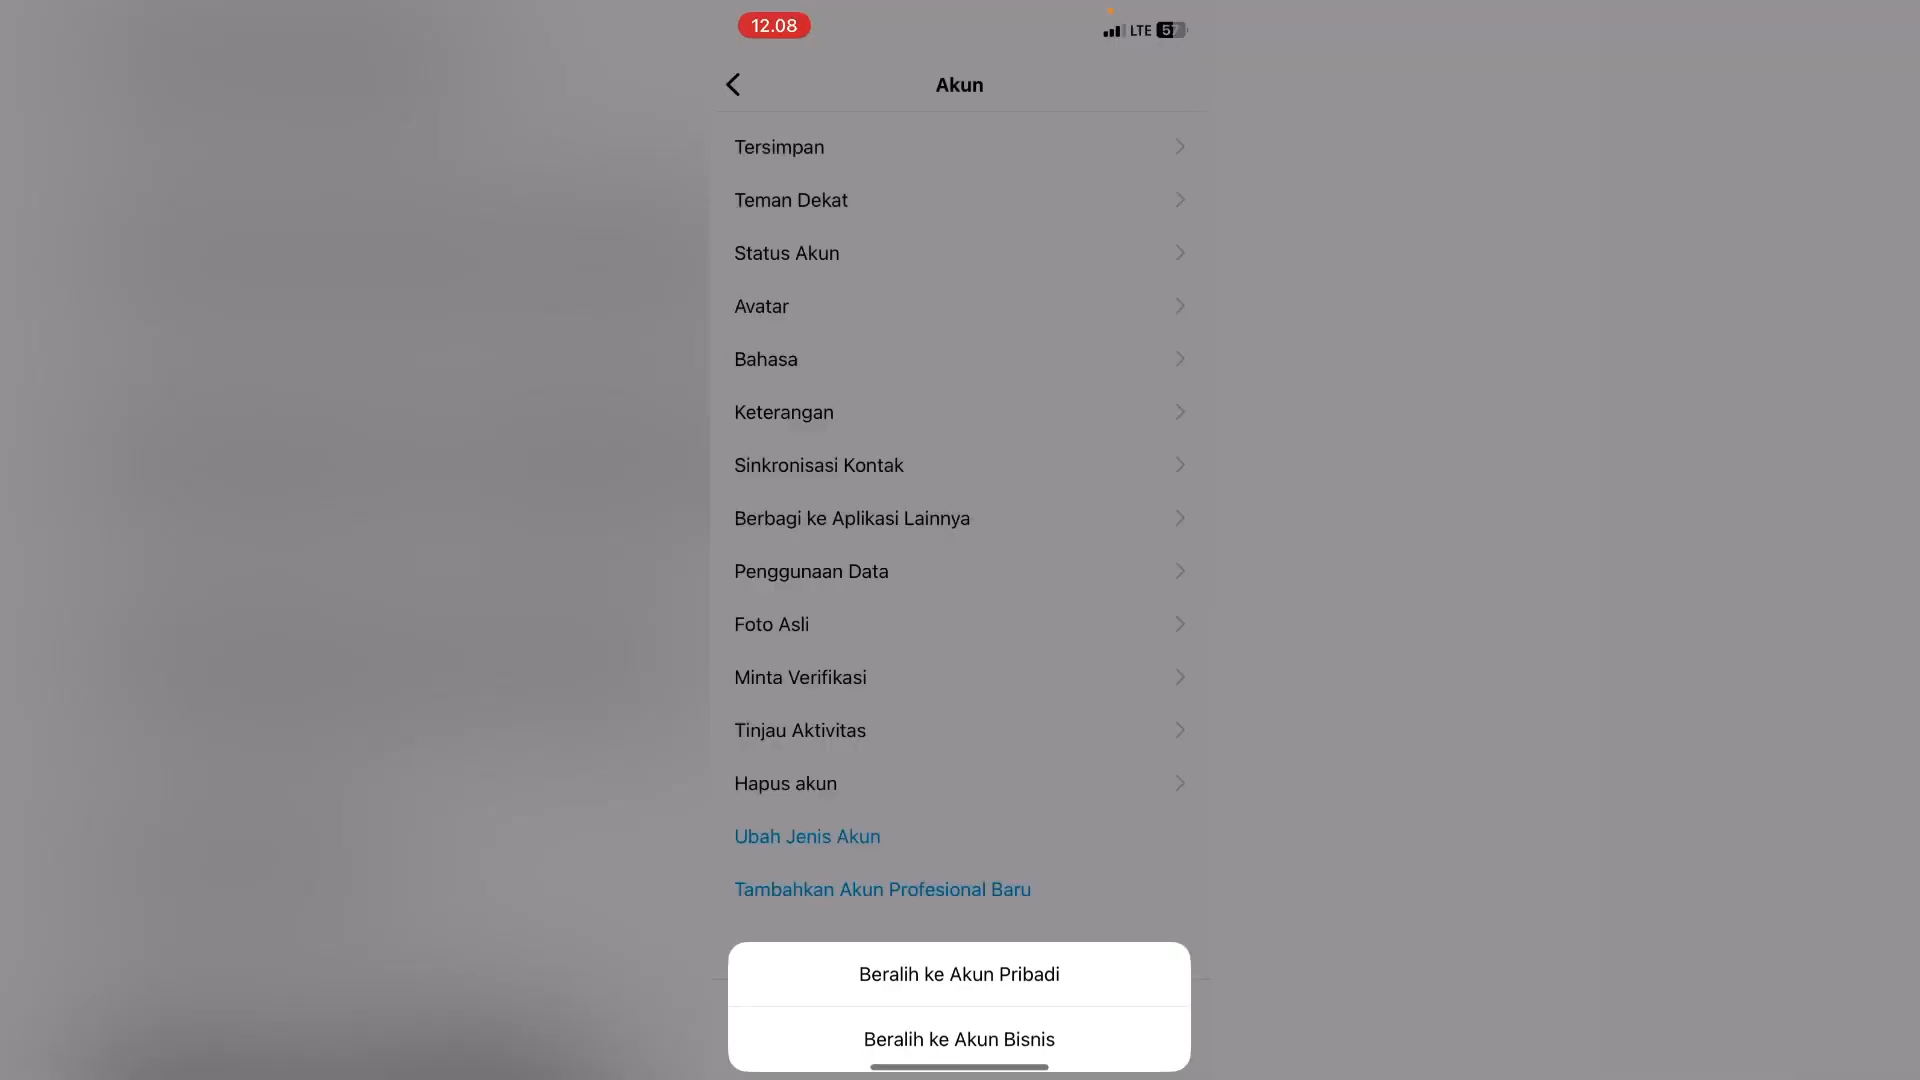 12.08
LTE 57
Akun
Tersimpan
Teman Dekat
Status Akun
Avatar
Bahasa
Keterangan
Sinkronisasi Kontak
Berbagi ke Aplikasi Lainnya
Penggunaan Data
Foto Asli
Minta Verifikasi
Tinjau Aktivitas
Hapus akun
Ubah Jenis Akun
Tambahkan Akun Profesional Baru
Beralih ke Akun Pribadi
Beralih ke Akun Bisnis